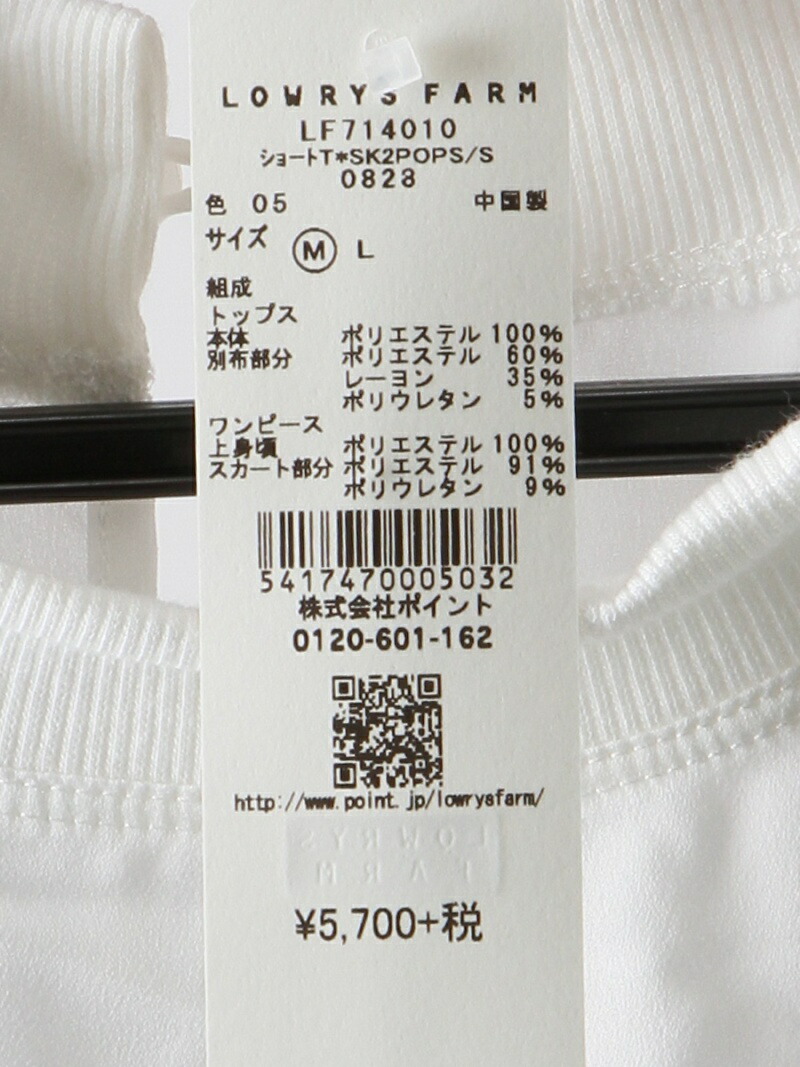 LOWRYS FARM
LF714010
ショートT*SK2POPS/S
0828
色 05 中国製
サイズ M L
組成
トップス
本体 ポリエステル 100%
別布部分 ポリエステル 60%
レーヨン 35%
ポリウレタン 5%
ワンピース
上身頃 ポリエステル 100%
スカート部分 ポリエステル 91%
ポリウレタン 9%
5417470005032
株式会社ポイント
0120-601-162
http://www.point.jp/lowrysfarm/
LOWRYS
FARM
¥5,700+税